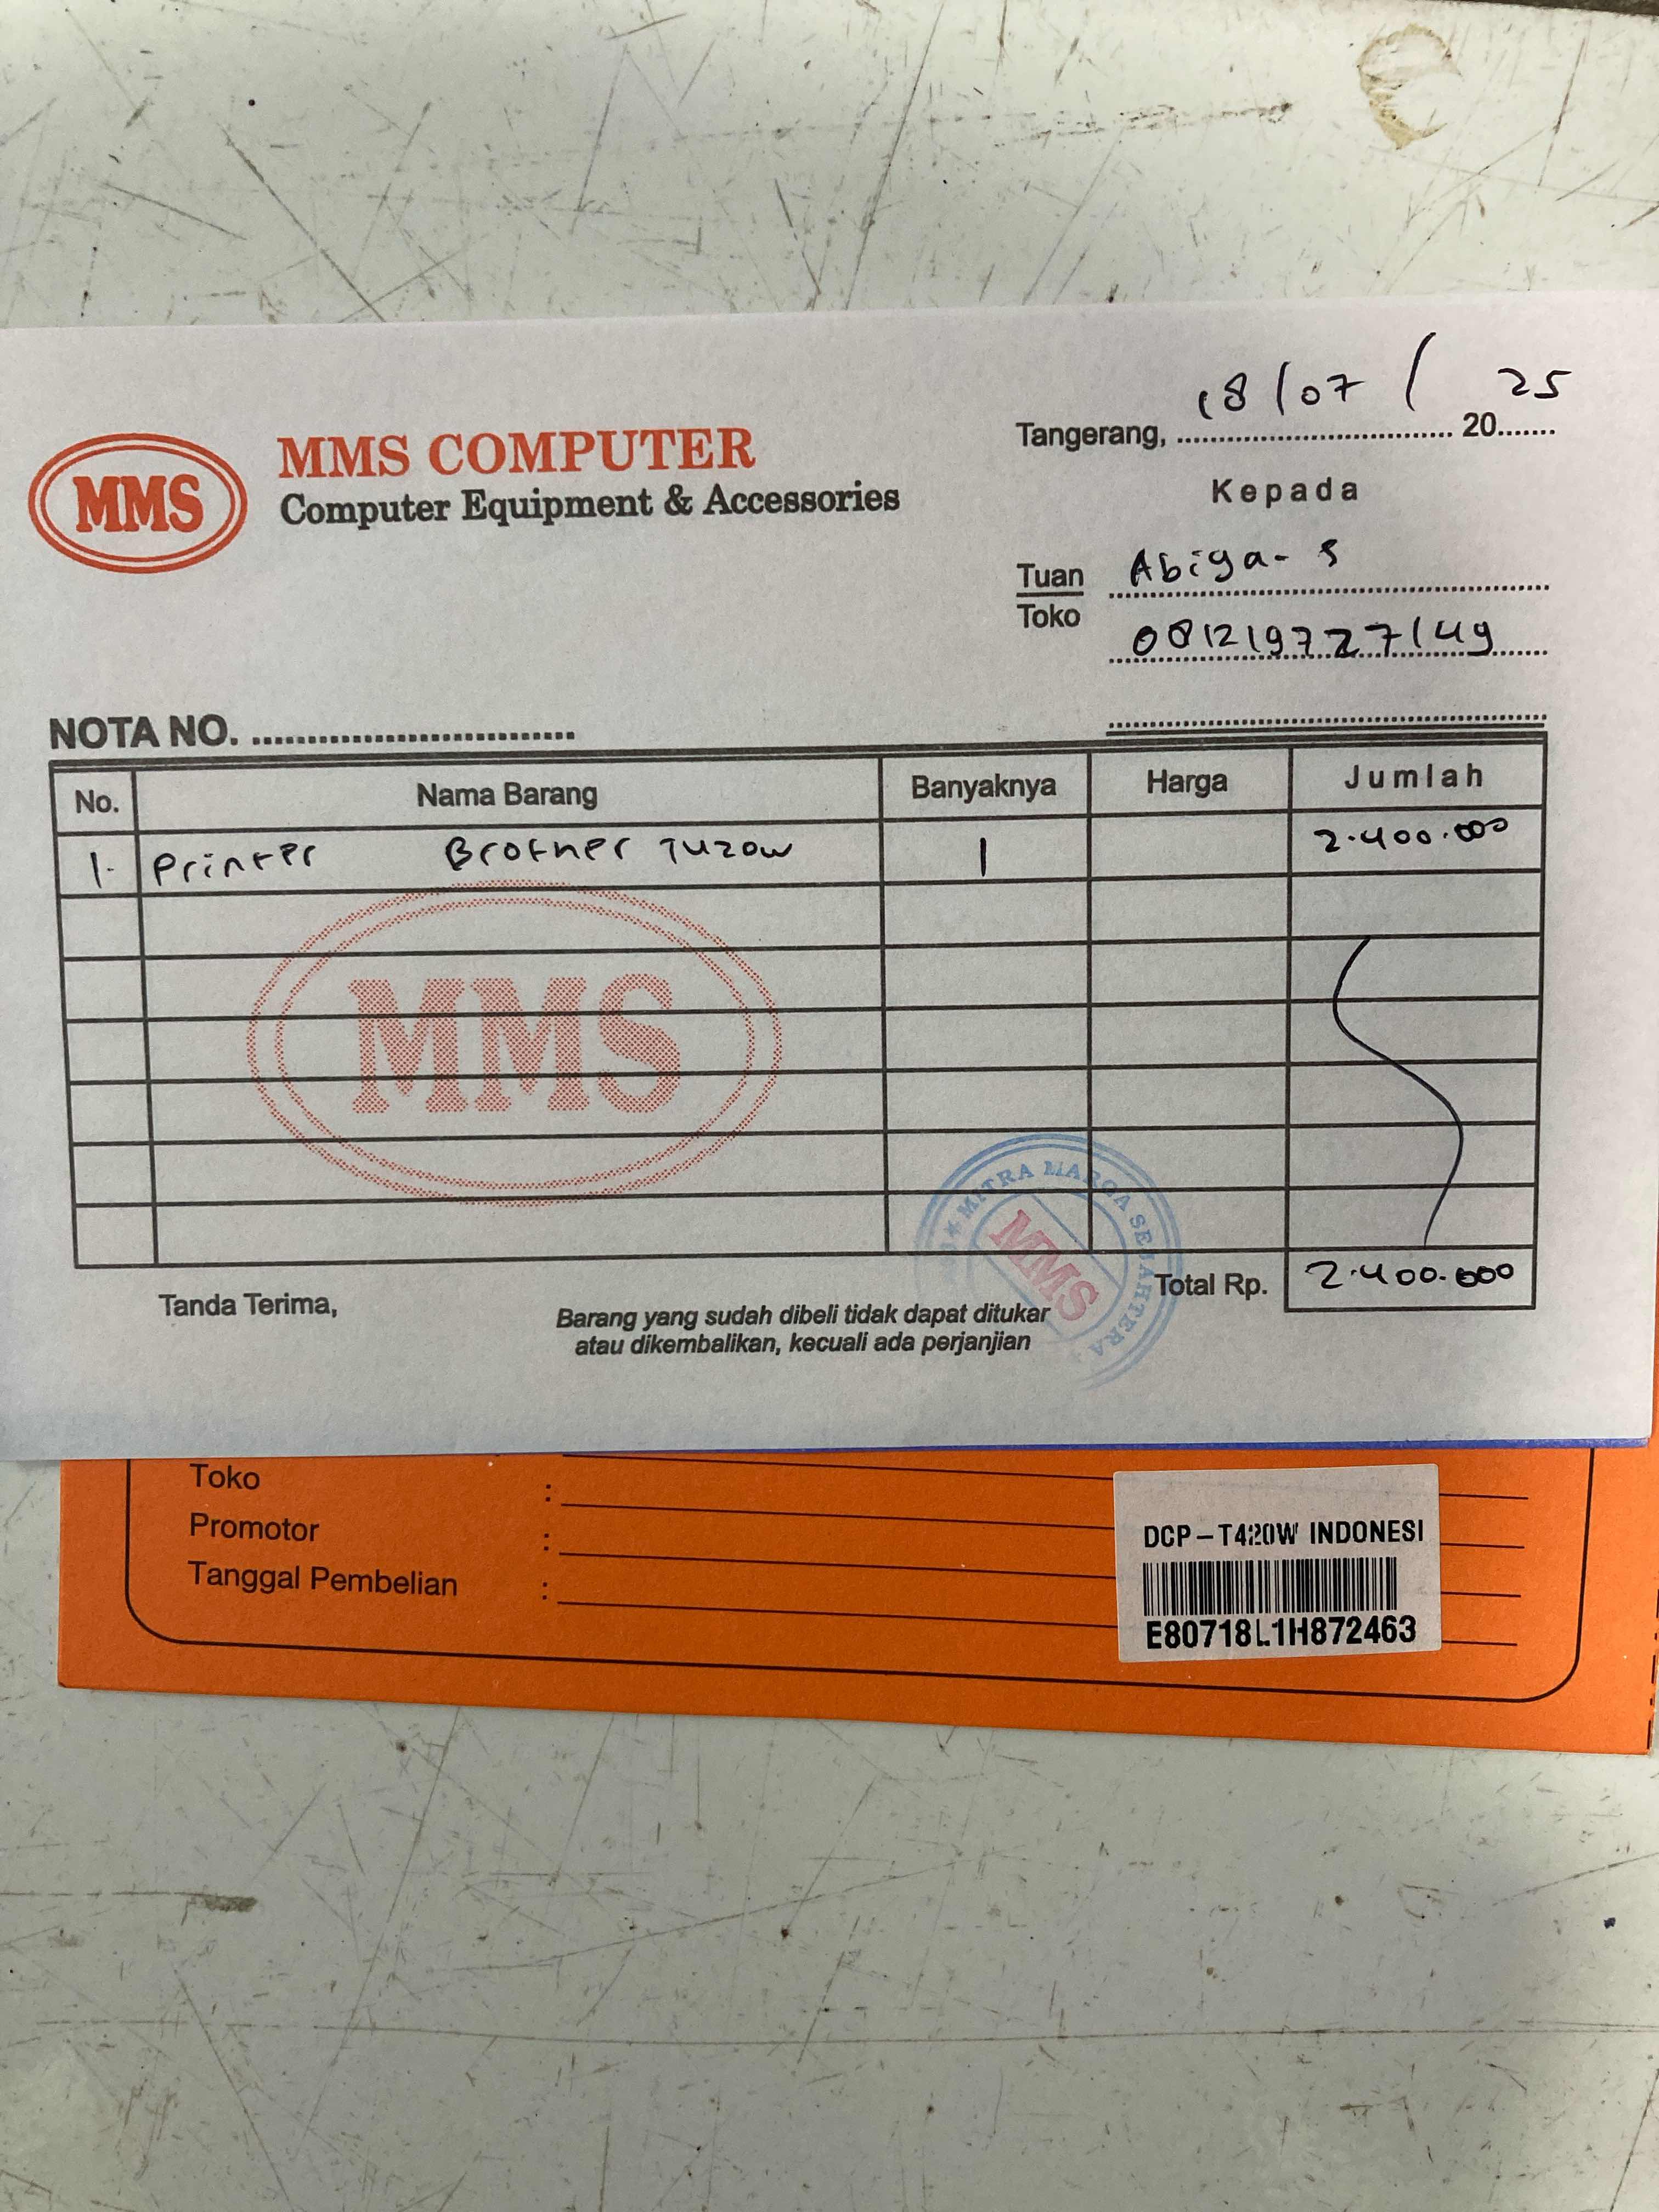 18/07/ 25
Tangerang, .......... 20.......
MMS
MMS COMPUTER
Computer Equipment & Accessories
Kepada
Tuan Abiga- S
Toko
081219727149
NOTA NO. ..........
No. Nama Barang Banyaknya Harga Jumlah
1. Printer Brother T420W 1 2.400.000
MMS
MITRA MARGA SEJAHTERA
MMS
Total Rp. 2.400.000
Tanda Terima,
Barang yang sudah dibeli tidak dapat ditukar
atau dikembalikan, kecuali ada perjanjian
Toko :
Promotor :
Tanggal Pembelian :
DCP-T420W INDONESI
E80718L1H872463